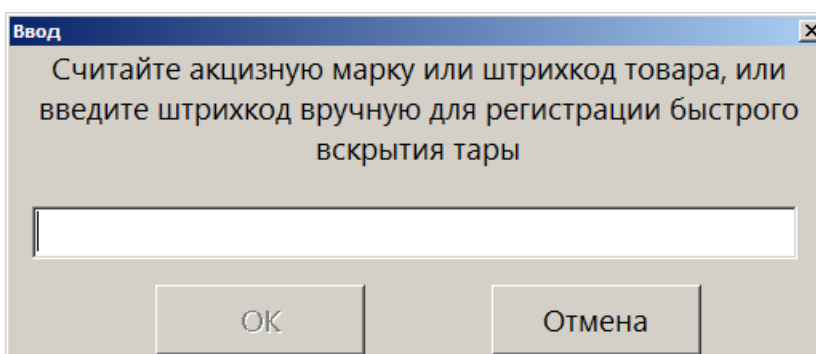 Ввод
Считайте акцизную марку или штрихкод товара, или
введите штрихкод вручную для регистрации быстрого
вскрытия тары
OK
Отмена